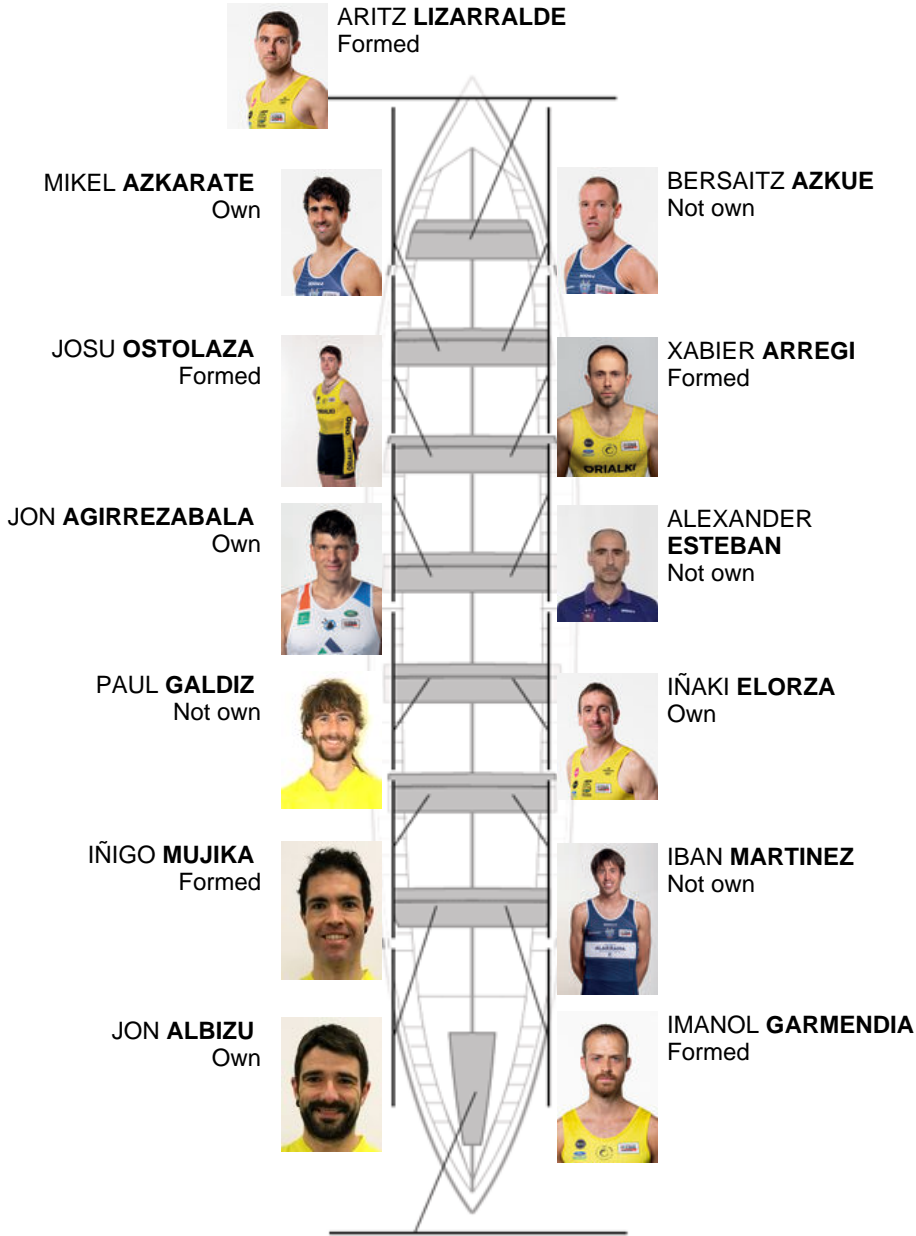 ARITZ LIZARRALDE
Formed
MIKEL AZKARATE
Own
BERSAITZ AZKUE
Not own
JOSU OSTOLAZA
Formed
XABIER ARREGI
Formed
ORIALKI
ORIALKI
JON AGIRREZABALA
Own
ALEXANDER
ESTEBAN
Not own
PAUL GALDIZ
Not own
IÑAKI ELORZA
Own
IÑIGO MUJIKA
Formed
IBAN MARTINEZ
Not own
JON ALBIZU
Own
IMANOL GARMENDIA
Formed